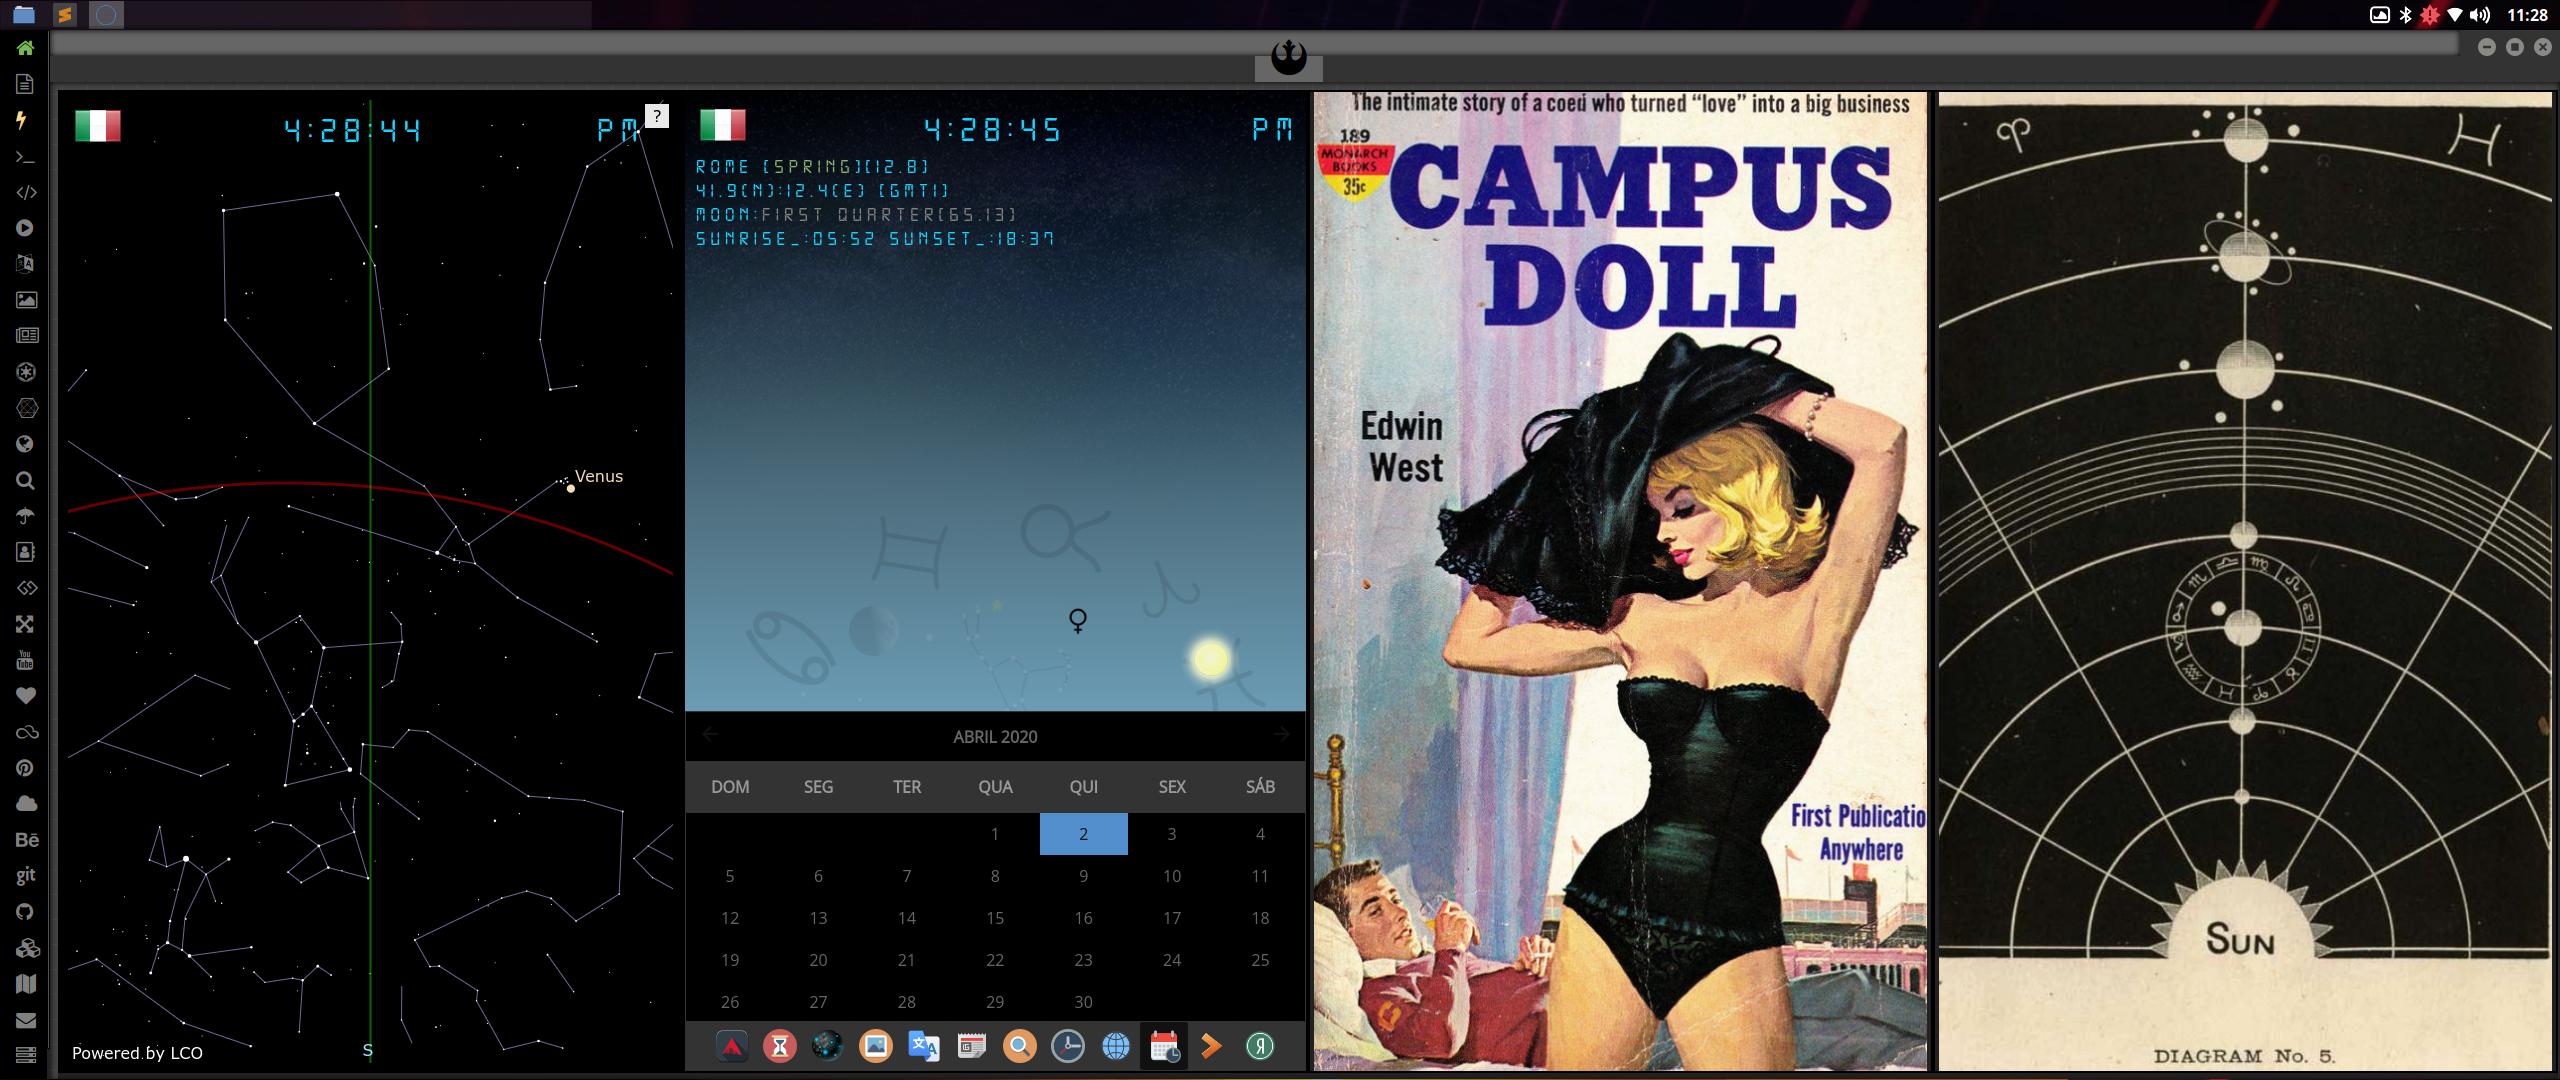 11:28
?
4:28:44 PM
Venus
Powered by LCO
S
4:28:45 PM
ROME [SPRING][12.8]
41.9(N):12.4(E) [GMT1]
MOON:FIRST QUARTER[65.13]
SUNRISE_:05:52 SUNSET_:18:37
ABRIL 2020
DOM SEG TER QUA QUI SEX SÁB
1 2 3 4
5 6 7 8 9 10 11
12 13 14 15 16 17 18
19 20 21 22 23 24 25
26 27 28 29 30
You
Tube
Bē
git
The intimate story of a coed who turned "love" into a big business
189
MONARCH
BOOKS
35c
CAMPUS
DOLL
Edwin
West
First Publicatio
Anywhere
SUN
DIAGRAM No. 5.